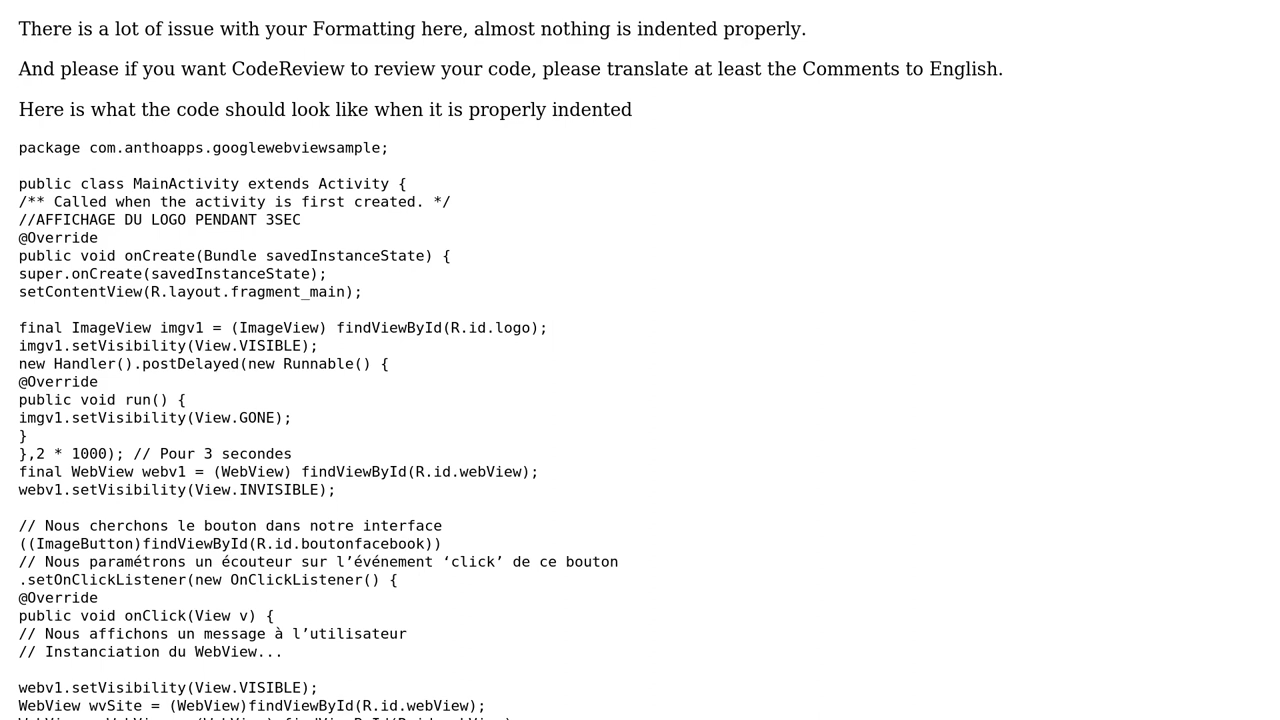 There is a lot of issue with your Formatting here, almost nothing is indented properly.
And please if you want CodeReview to review your code, please translate at least the Comments to English.
Here is what the code should look like when it is properly indented
package com.anthoapps.googlewebviewsample;
public class MainActivity extends Activity {
/** Called when the activity is first created. */
//AFFICHAGE DU LOGO PENDANT 3SEC
@Override
public void onCreate(Bundle savedInstanceState) {
super.onCreate(savedInstanceState);
setContentView(R.layout.fragment_main);
final ImageView imgv1 = (ImageView) findViewById(R.id.logo);
imgv1.setVisibility(View.VISIBLE);
new Handler().postDelayed(new Runnable() {
@Override
public void run() {
imgv1.setVisibility(View.GONE);
}
},2 * 1000); // Pour 3 secondes
final WebView webv1 = (WebView) findViewById(R.id.webView);
webv1.setVisibility(View.INVISIBLE);
// Nous cherchons le bouton dans notre interface
((ImageButton)findViewById(R.id.boutonfacebook))
// Nous paramétrons un écouteur sur l’événement ‘click’ de ce bouton
.setOnClickListener(new OnClickListener() {
@Override
public void onClick(View v) {
// Nous affichons un message à l’utilisateur
// Instanciation du WebView...
webv1.setVisibility(View.VISIBLE);
WebView wvSite = (WebView)findViewById(R.id.webView);